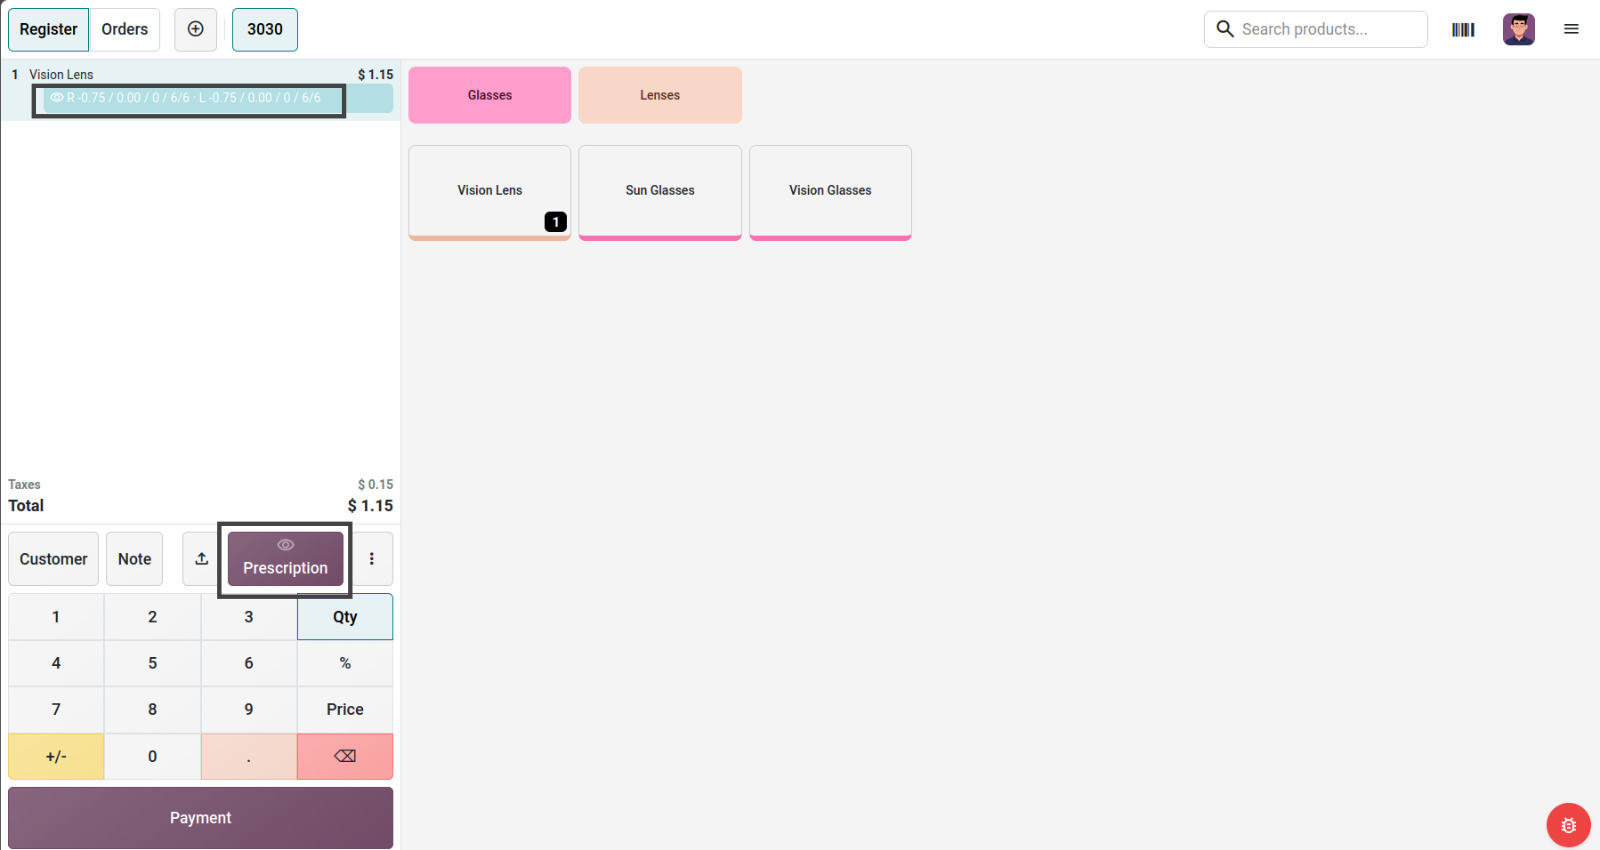 Register Orders 3030 Search products...
1 Vision Lens $ 1.15
R -0.75 / 0.00 / 0 / 6/6 · L -0.75 / 0.00 / 0 / 6/6
Glasses Lenses
Vision Lens Sun Glasses Vision Glasses
1
Taxes $ 0.15
Total $ 1.15
Customer Note Prescription
1 2 3 Qty
4 5 6 %
7 8 9 Price
+/- 0 .
Payment